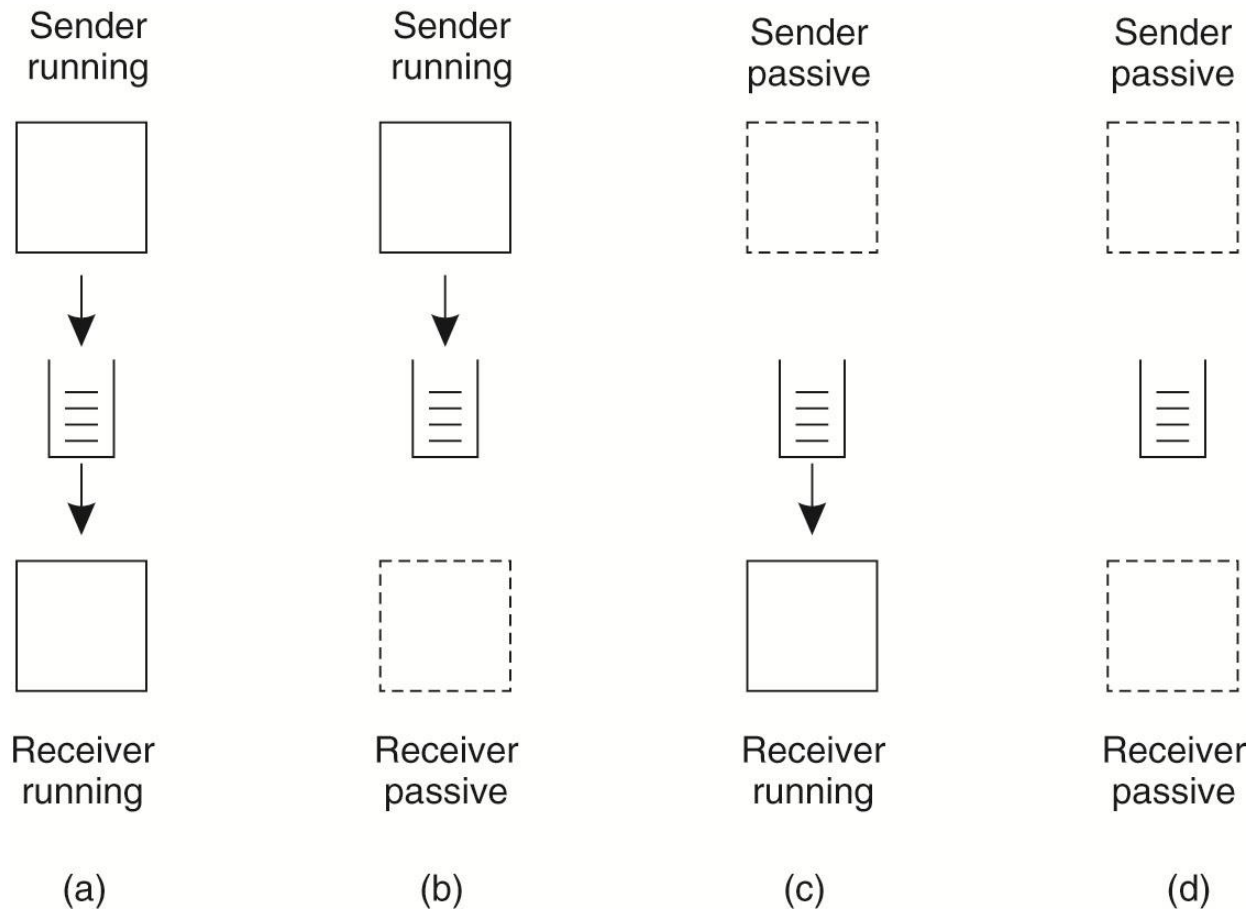 Sender
running
Sender
running
Sender
passive
Sender
passive
Receiver
running
Receiver
passive
Receiver
running
Receiver
passive
(a)
(b)
(c)
(d)